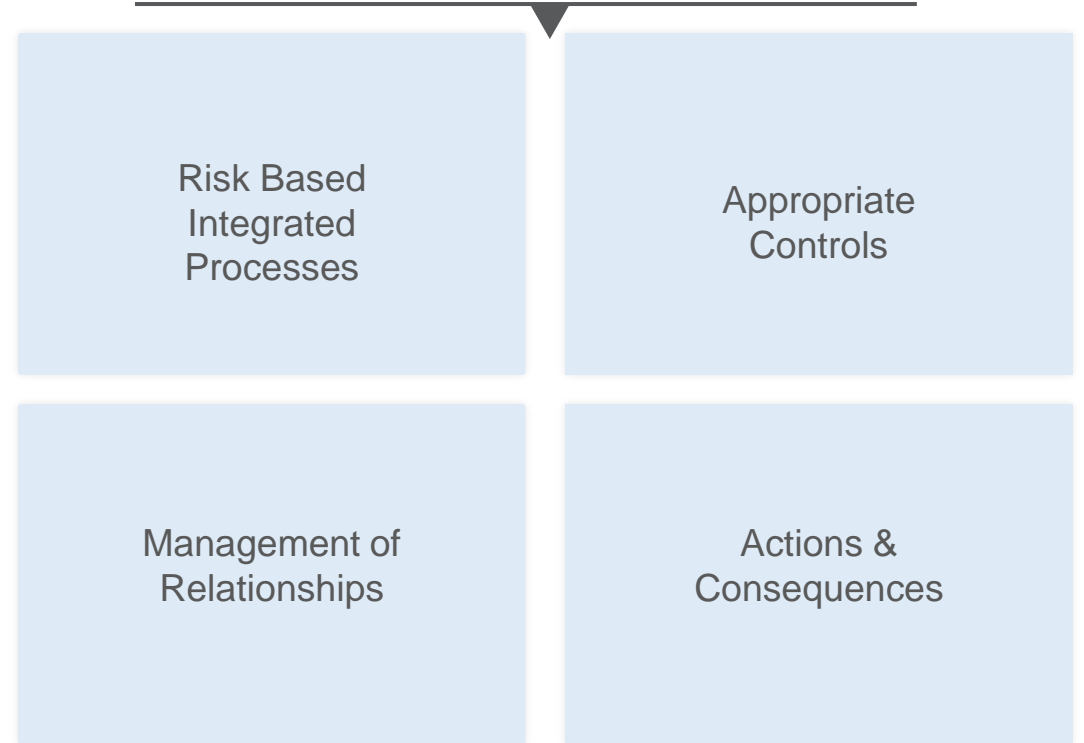 Risk Based
Integrated
Processes
Appropriate
Controls
Management of
Relationships
Actions &
Consequences